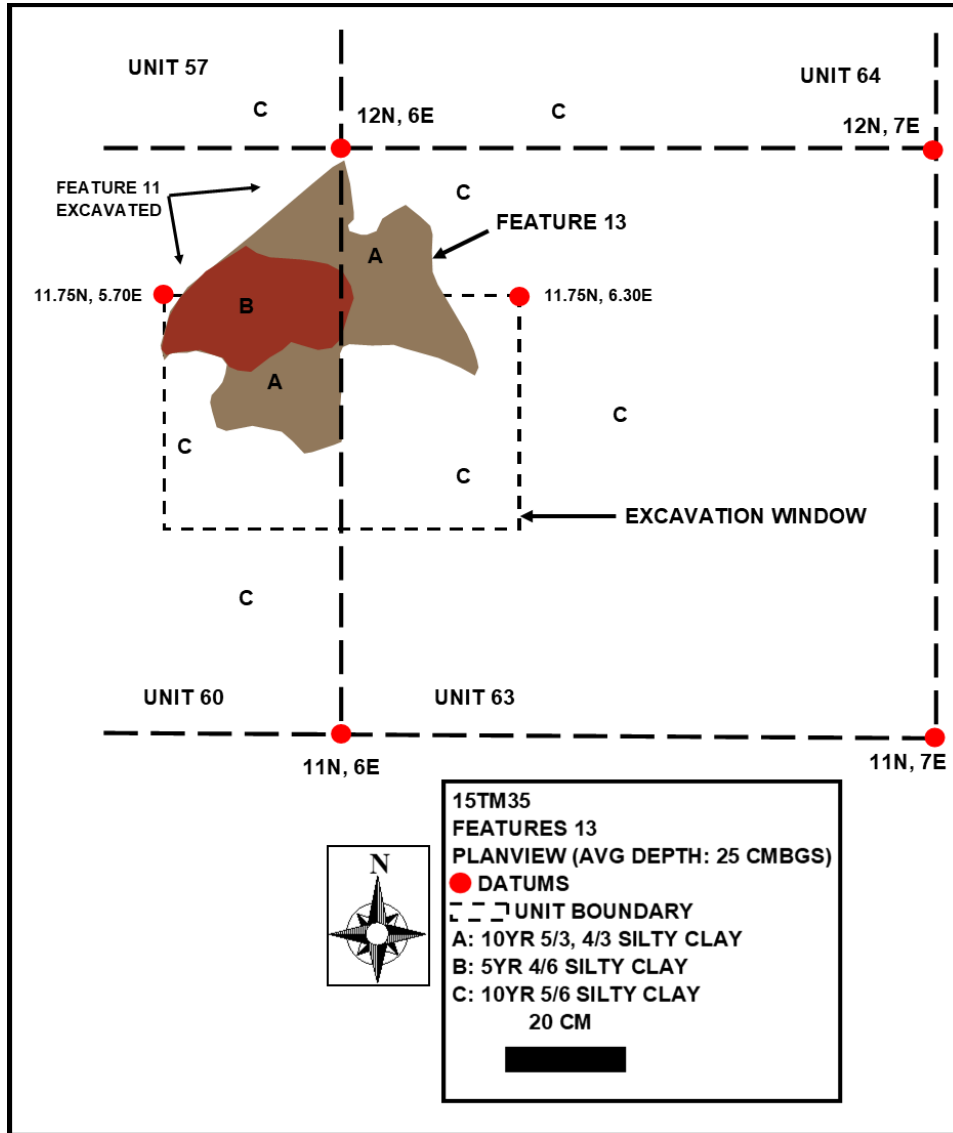 UNIT 57
UNIT 64
C
12N, 6E
C
12N, 7E
FEATURE 11
EXCAVATED
C
FEATURE 13
A
11.75N, 5.70E
B
11.75N, 6.30E
A
C
C
C
EXCAVATION WINDOW
C
UNIT 60
UNIT 63
11N, 6E
11N, 7E
N
15TM35
FEATURES 13
PLANVIEW (AVG DEPTH: 25 CMBGS)
DATUMS
UNIT BOUNDARY
A: 10YR 5/3, 4/3 SILTY CLAY
B: 5YR 4/6 SILTY CLAY
C: 10YR 5/6 SILTY CLAY
20 CM